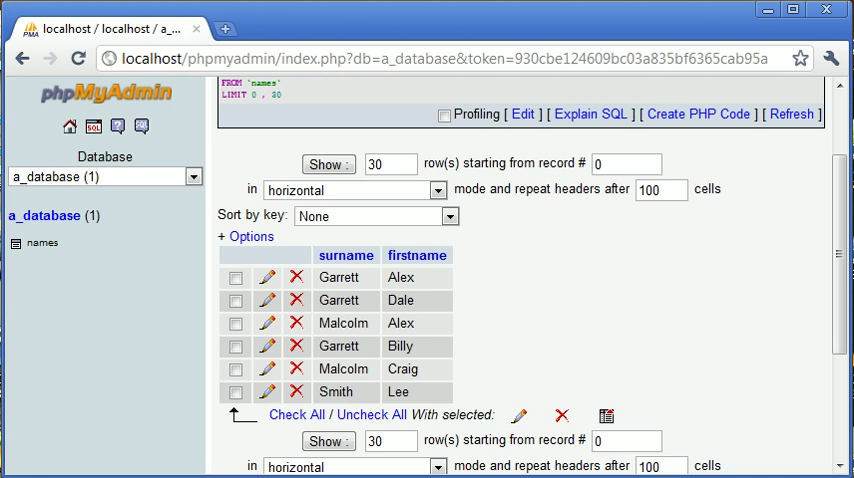 localhost / localhost / a_...
PMA
localhost/phpmyadmin/index.php?db=a_database&token=930cbe124609bc03a835bf6365cab95a
phpMyAdmin
SQL
SQL
Database
a_database (1)
a_database (1)
names
FROM `names`
LIMIT 0 , 30
Profiling [ Edit ] [ Explain SQL ] [ Create PHP Code ] [ Refresh ]
Show : 30 row(s) starting from record # 0
in horizontal mode and repeat headers after 100 cells
Sort by key: None
+ Options
surname firstname
Garrett Alex
Garrett Dale
Malcolm Alex
Garrett Billy
Malcolm Craig
Smith Lee
Check All / Uncheck All With selected:
Show : 30 row(s) starting from record # 0
in horizontal mode and repeat headers after 100 cells